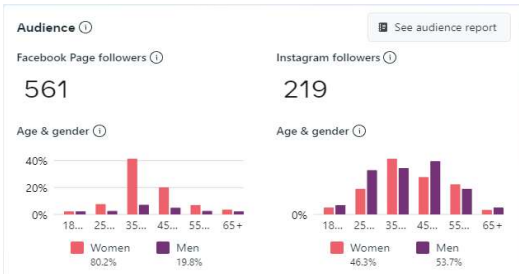 Audience
See audience report
Facebook Page followers
561
Instagram followers
219
Age & gender
40%
20%
0%
18... 25... 35... 45... 55... 65+
Women Men
80.2% 19.8%
Age & gender
0%
18... 25... 35... 45... 55... 65+
Women Men
46.3% 53.7%